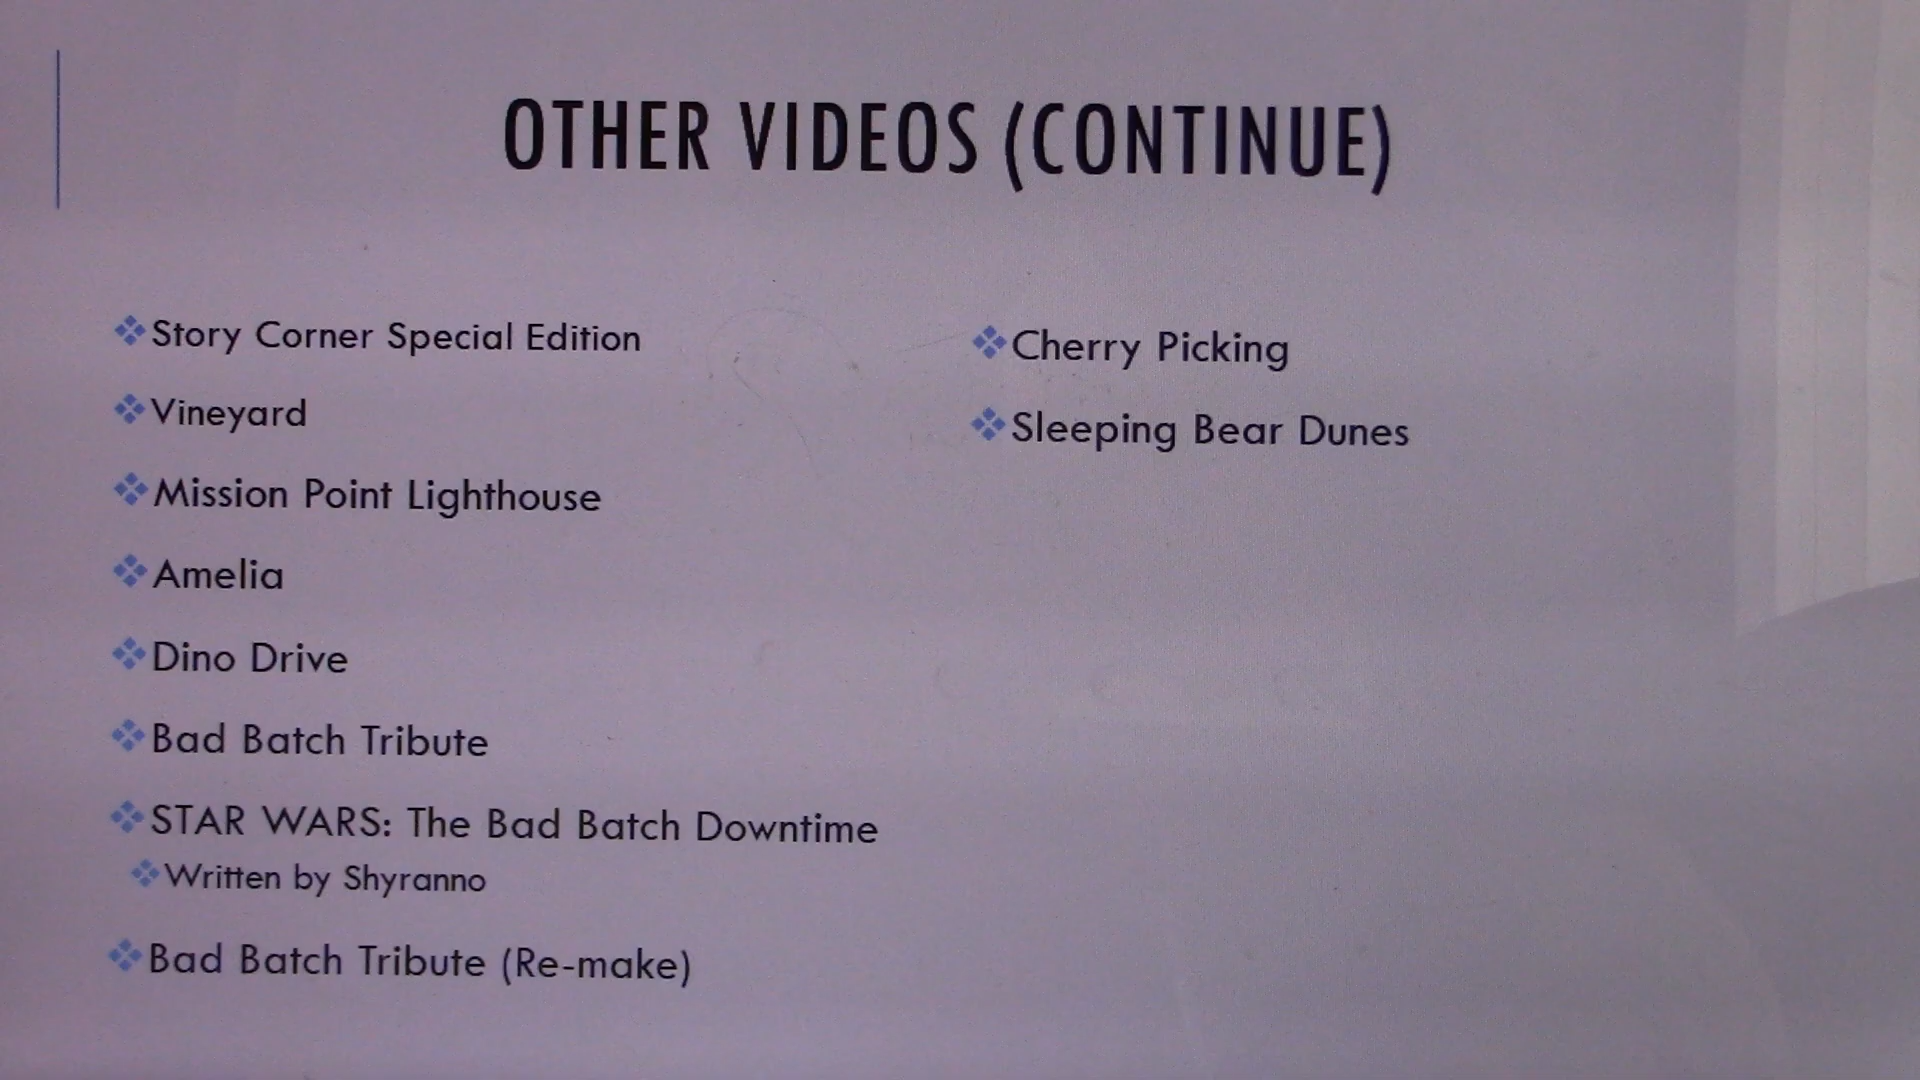 OTHER VIDEOS (CONTINUE)
Story Corner Special Edition
Vineyard
Mission Point Lighthouse
Amelia
Dino Drive
Bad Batch Tribute
STAR WARS: The Bad Batch Downtime
Written by Shyranno
Bad Batch Tribute (Re-make)
Cherry Picking
Sleeping Bear Dunes